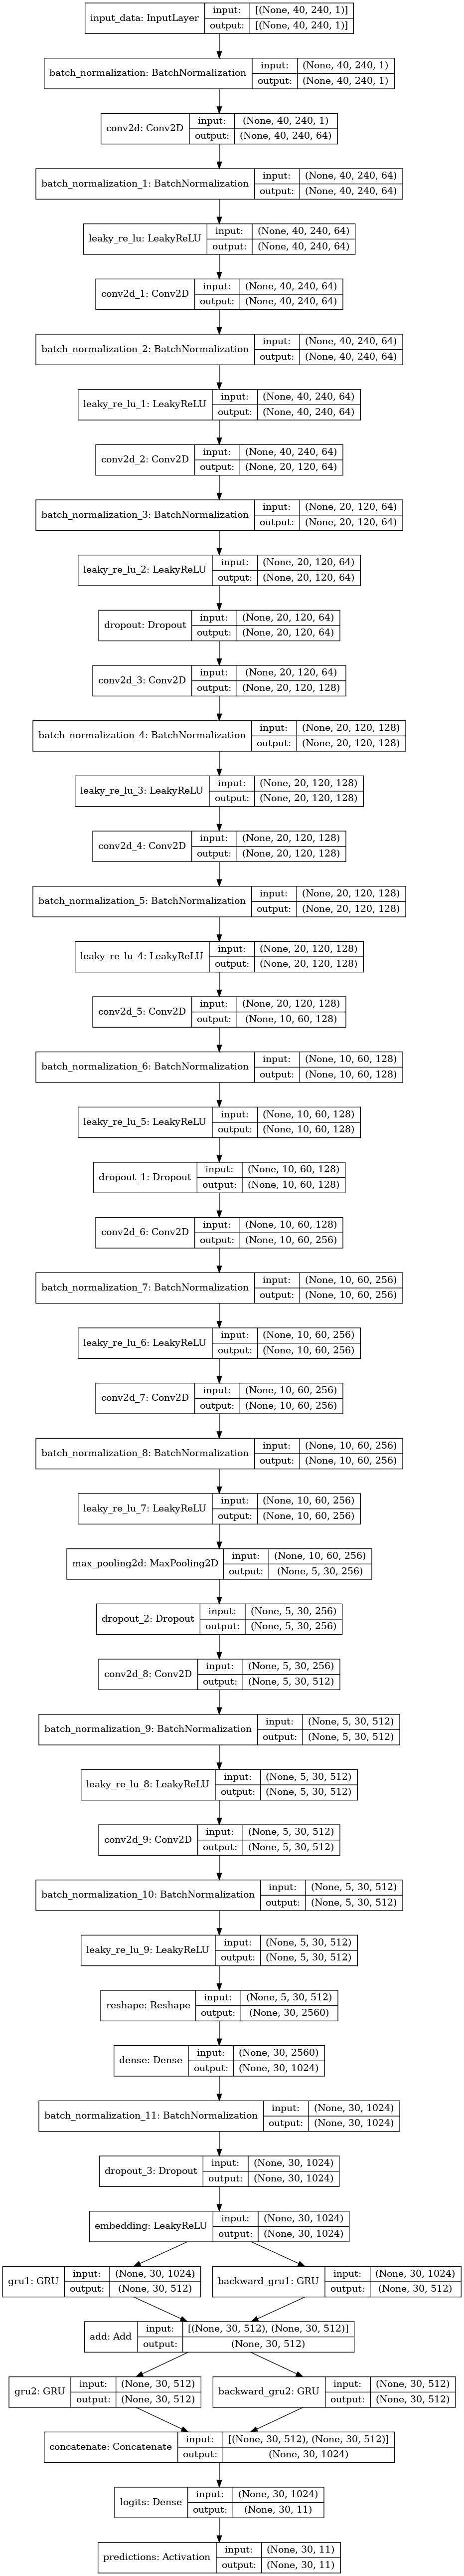 input_data: InputLayer input: [(None, 40, 240, 1)]
output: [(None, 40, 240, 1)]
batch_normalization: BatchNormalization input: (None, 40, 240, 1)
output: (None, 40, 240, 1)
conv2d: Conv2D input: (None, 40, 240, 1)
output: (None, 40, 240, 64)
batch_normalization_1: BatchNormalization input: (None, 40, 240, 64)
output: (None, 40, 240, 64)
leaky_re_lu: LeakyReLU input: (None, 40, 240, 64)
output: (None, 40, 240, 64)
conv2d_1: Conv2D input: (None, 40, 240, 64)
output: (None, 40, 240, 64)
batch_normalization_2: BatchNormalization input: (None, 40, 240, 64)
output: (None, 40, 240, 64)
leaky_re_lu_1: LeakyReLU input: (None, 40, 240, 64)
output: (None, 40, 240, 64)
conv2d_2: Conv2D input: (None, 40, 240, 64)
output: (None, 20, 120, 64)
batch_normalization_3: BatchNormalization input: (None, 20, 120, 64)
output: (None, 20, 120, 64)
leaky_re_lu_2: LeakyReLU input: (None, 20, 120, 64)
output: (None, 20, 120, 64)
dropout: Dropout input: (None, 20, 120, 64)
output: (None, 20, 120, 64)
conv2d_3: Conv2D input: (None, 20, 120, 64)
output: (None, 20, 120, 128)
batch_normalization_4: BatchNormalization input: (None, 20, 120, 128)
output: (None, 20, 120, 128)
leaky_re_lu_3: LeakyReLU input: (None, 20, 120, 128)
output: (None, 20, 120, 128)
conv2d_4: Conv2D input: (None, 20, 120, 128)
output: (None, 20, 120, 128)
batch_normalization_5: BatchNormalization input: (None, 20, 120, 128)
output: (None, 20, 120, 128)
leaky_re_lu_4: LeakyReLU input: (None, 20, 120, 128)
output: (None, 20, 120, 128)
conv2d_5: Conv2D input: (None, 20, 120, 128)
output: (None, 10, 60, 128)
batch_normalization_6: BatchNormalization input: (None, 10, 60, 128)
output: (None, 10, 60, 128)
leaky_re_lu_5: LeakyReLU input: (None, 10, 60, 128)
output: (None, 10, 60, 128)
dropout_1: Dropout input: (None, 10, 60, 128)
output: (None, 10, 60, 128)
conv2d_6: Conv2D input: (None, 10, 60, 128)
output: (None, 10, 60, 256)
batch_normalization_7: BatchNormalization input: (None, 10, 60, 256)
output: (None, 10, 60, 256)
leaky_re_lu_6: LeakyReLU input: (None, 10, 60, 256)
output: (None, 10, 60, 256)
conv2d_7: Conv2D input: (None, 10, 60, 256)
output: (None, 10, 60, 256)
batch_normalization_8: BatchNormalization input: (None, 10, 60, 256)
output: (None, 10, 60, 256)
leaky_re_lu_7: LeakyReLU input: (None, 10, 60, 256)
output: (None, 10, 60, 256)
max_pooling2d: MaxPooling2D input: (None, 10, 60, 256)
output: (None, 5, 30, 256)
dropout_2: Dropout input: (None, 5, 30, 256)
output: (None, 5, 30, 256)
conv2d_8: Conv2D input: (None, 5, 30, 256)
output: (None, 5, 30, 512)
batch_normalization_9: BatchNormalization input: (None, 5, 30, 512)
output: (None, 5, 30, 512)
leaky_re_lu_8: LeakyReLU input: (None, 5, 30, 512)
output: (None, 5, 30, 512)
conv2d_9: Conv2D input: (None, 5, 30, 512)
output: (None, 5, 30, 512)
batch_normalization_10: BatchNormalization input: (None, 5, 30, 512)
output: (None, 5, 30, 512)
leaky_re_lu_9: LeakyReLU input: (None, 5, 30, 512)
output: (None, 5, 30, 512)
reshape: Reshape input: (None, 5, 30, 512)
output: (None, 30, 2560)
dense: Dense input: (None, 30, 2560)
output: (None, 30, 1024)
batch_normalization_11: BatchNormalization input: (None, 30, 1024)
output: (None, 30, 1024)
dropout_3: Dropout input: (None, 30, 1024)
output: (None, 30, 1024)
embedding: LeakyReLU input: (None, 30, 1024)
output: (None, 30, 1024)
gru1: GRU input: (None, 30, 1024)
output: (None, 30, 512)
backward_gru1: GRU input: (None, 30, 1024)
output: (None, 30, 512)
add: Add input: [(None, 30, 512), (None, 30, 512)]
output: (None, 30, 512)
gru2: GRU input: (None, 30, 512)
output: (None, 30, 512)
backward_gru2: GRU input: (None, 30, 512)
output: (None, 30, 512)
concatenate: Concatenate input: [(None, 30, 512), (None, 30, 512)]
output: (None, 30, 1024)
logits: Dense input: (None, 30, 1024)
output: (None, 30, 11)
predictions: Activation input: (None, 30, 11)
output: (None, 30, 11)